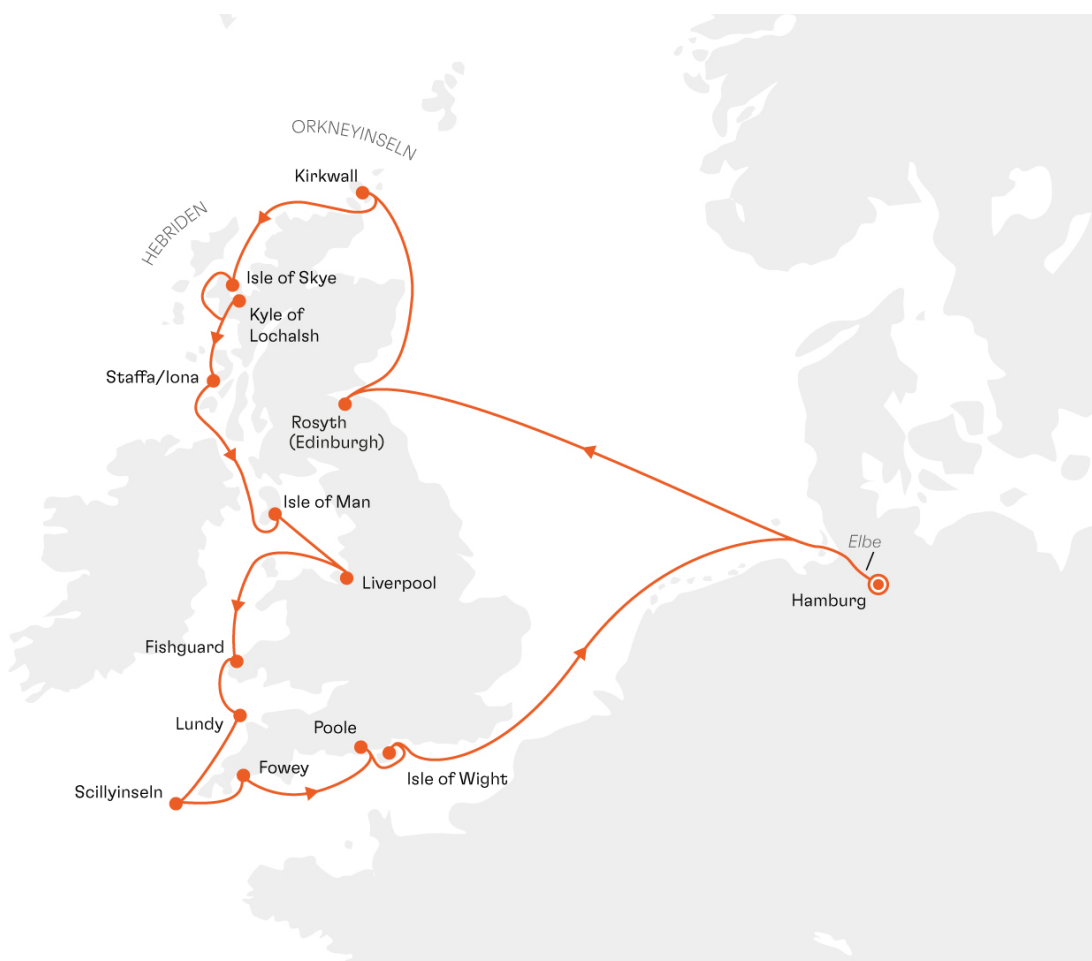 ORKNEYINSELN
Kirkwall
HEBRIDEN
Isle of Skye
Kyle of
Lochalsh
Staffa/Iona
Rosyth
(Edinburgh)
Isle of Man
Elbe
Liverpool
Hamburg
Fishguard
Lundy
Poole
Fowey
Isle of Wight
Scillyinseln